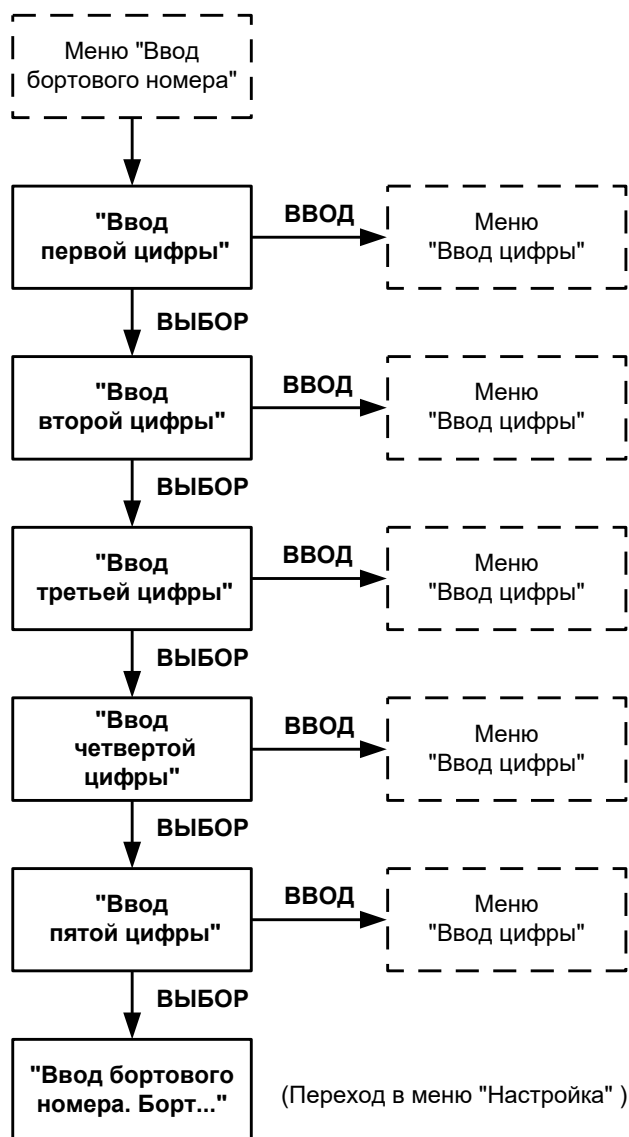 Меню "Ввод
бортового номера"
"Ввод
первой цифры"
ВВОД
Меню
"Ввод цифры"
ВЫБОР
"Ввод
второй цифры"
ВВОД
Меню
"Ввод цифры"
ВЫБОР
"Ввод
третьей цифры"
ВВОД
Меню
"Ввод цифры"
ВЫБОР
"Ввод
четвертой
цифры"
ВВОД
Меню
"Ввод цифры"
ВЫБОР
"Ввод
пятой цифры"
ВВОД
Меню
"Ввод цифры"
ВЫБОР
"Ввод бортового
номера. Борт..."
(Переход в меню "Настройка" )